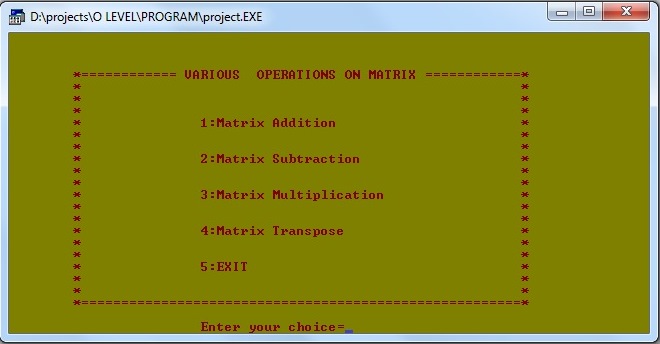 D:\projects\O LEVEL\PROGRAM\project.EXE
*============ VARIOUS  OPERATIONS ON MATRIX ============*
1:Matrix Addition
2:Matrix Subtraction
3:Matrix Multiplication
4:Matrix Transpose
5:EXIT
*=======================================================*
Enter your choice=_